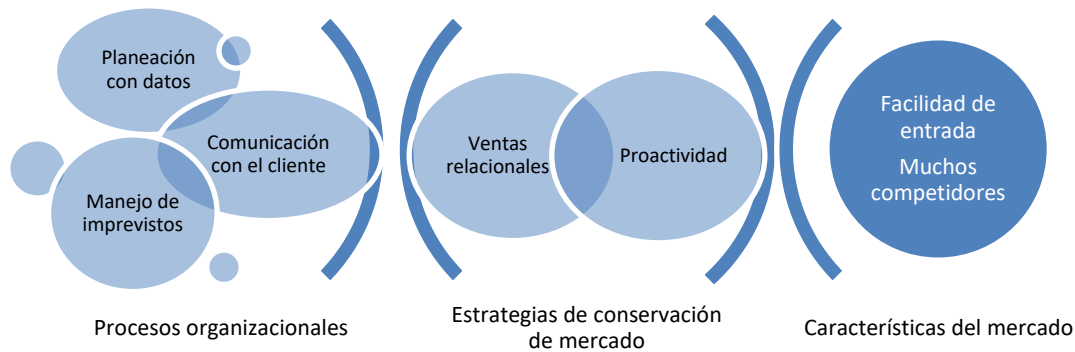 Planeación
con datos
Comunicación
con el cliente
Manejo de
imprevistos
Ventas
relacionales
Proactividad
Facilidad de
entrada
Muchos
competidores
Procesos organizacionales
Estrategias de conservación
de mercado
Características del mercado